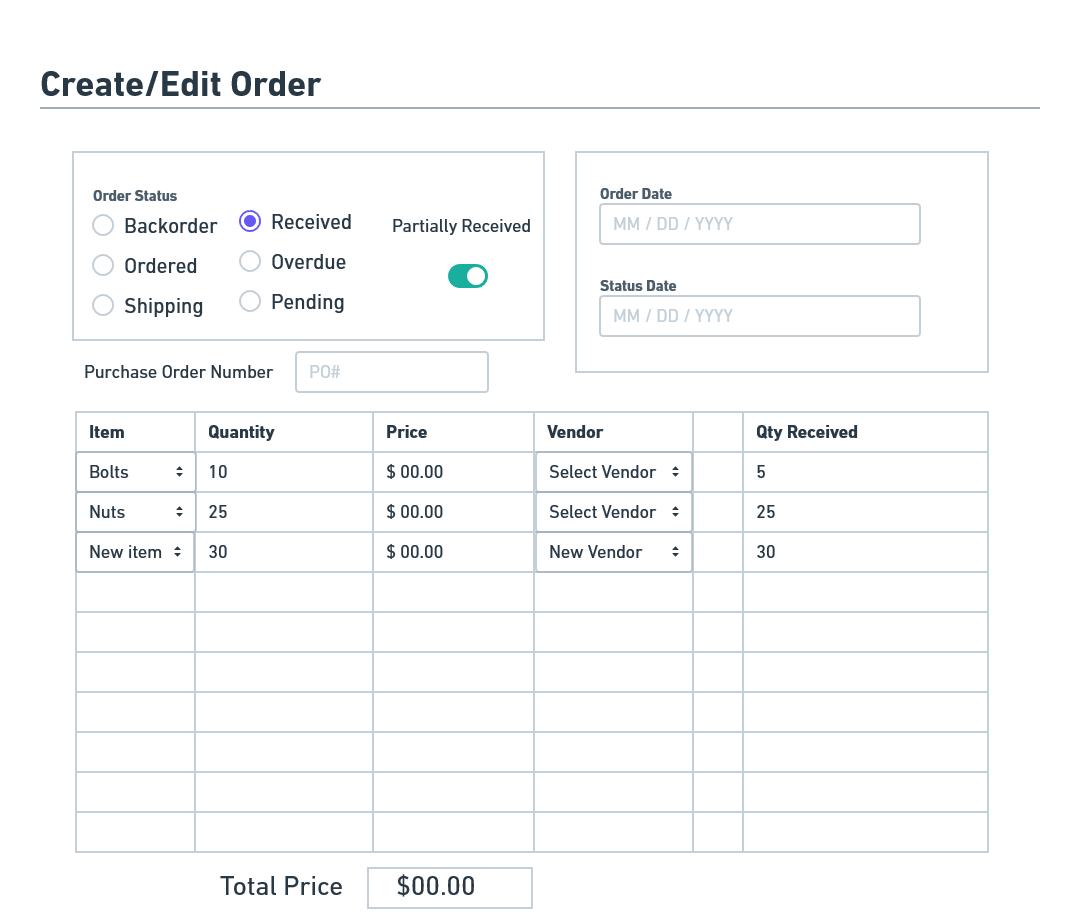 Create/Edit Order
Order Status
Backorder
Ordered
Shipping
Received
Overdue
Pending
Partially Received
Order Date
MM / DD / YYYY
Status Date
MM / DD / YYYY
Purchase Order Number PO#
Item Quantity Price Vendor Qty Received
Bolts 10 $ 00.00 Select Vendor 5
Nuts 25 $ 00.00 Select Vendor 25
New item 30 $ 00.00 New Vendor 30
Total Price $00.00